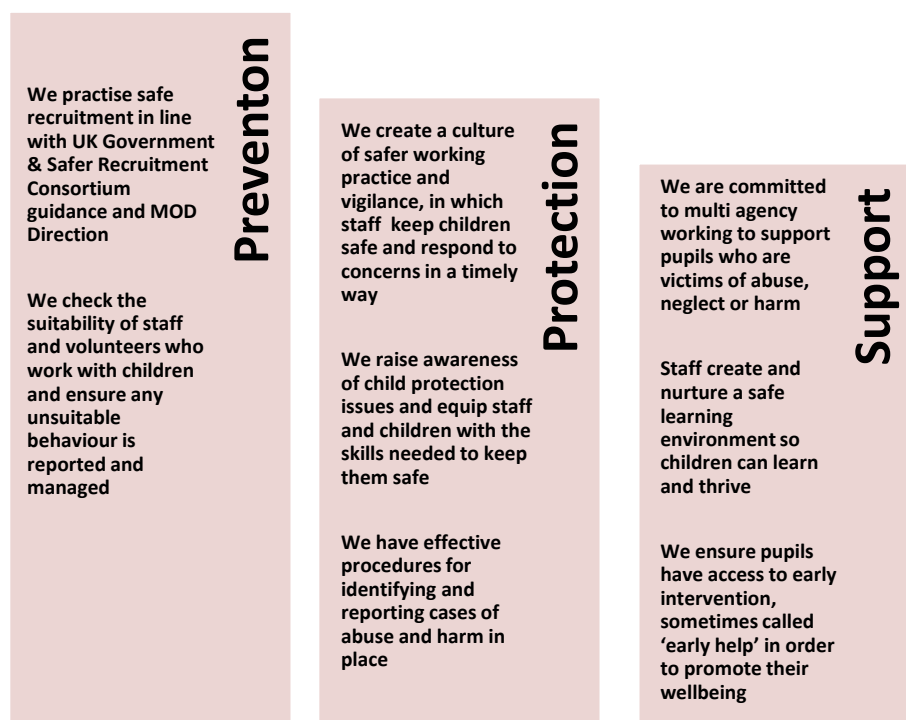 Preventon
We practise safe
recruitment in line
with UK Government
& Safer Recruitment
Consortium
guidance and MOD
Direction
We check the
suitability of staff
and volunteers who
work with children
and ensure any
unsuitable
behaviour is
reported and
managed
Protection
We create a culture
of safer working
practice and
vigilance, in which
staff keep children
safe and respond to
concerns in a timely
way
We raise awareness
of child protection
issues and equip staff
and children with the
skills needed to keep
them safe
We have effective
procedures for
identifying and
reporting cases of
abuse and harm in
place
Support
We are committed
to multi agency
working to support
pupils who are
victims of abuse,
neglect or harm
Staff create and
nurture a safe
learning
environment so
children can learn
and thrive
We ensure pupils
have access to early
intervention,
sometimes called
‘early help’ in order
to promote their
wellbeing